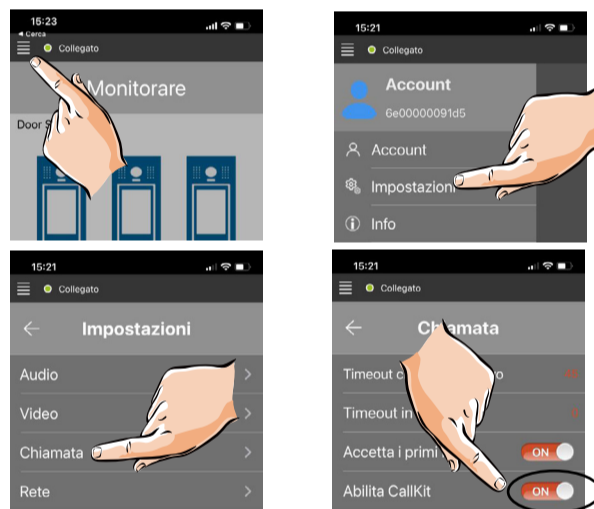 15:23
Cerca
Collegato
Monitorare
Door
15:21
Collegato
Account
6e00000091d5
Account
Impostazioni
Info
15:21
Collegato
Impostazioni
Audio
Video
Chiamata
Rete
15:21
Collegato
Timeout
Timeout in
Accetta i primi
ON
Abilita CallKit
ON